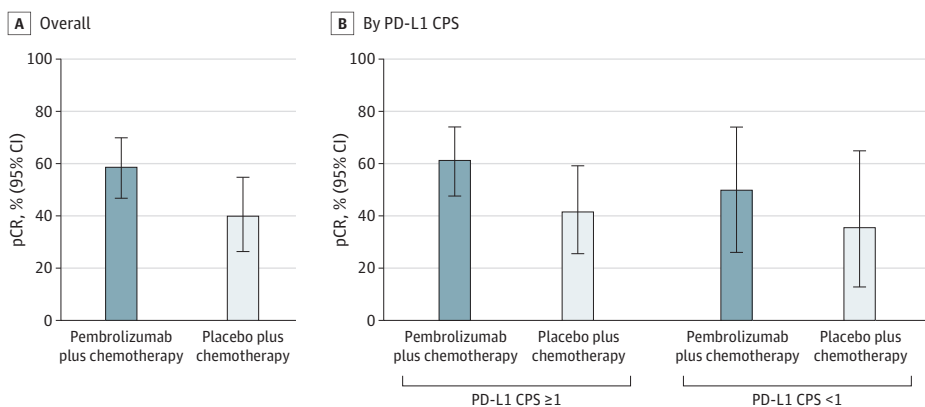 A Overall
100
80
60
40
20
0
pCR, % (95% CI)
Pembrolizumab
plus chemotherapy
Placebo plus
chemotherapy
B By PD-L1 CPS
100
80
60
40
20
0
pCR, % (95% CI)
Pembrolizumab
plus chemotherapy
Placebo plus
chemotherapy
Pembrolizumab
plus chemotherapy
Placebo plus
chemotherapy
PD-L1 CPS ≥1
PD-L1 CPS <1